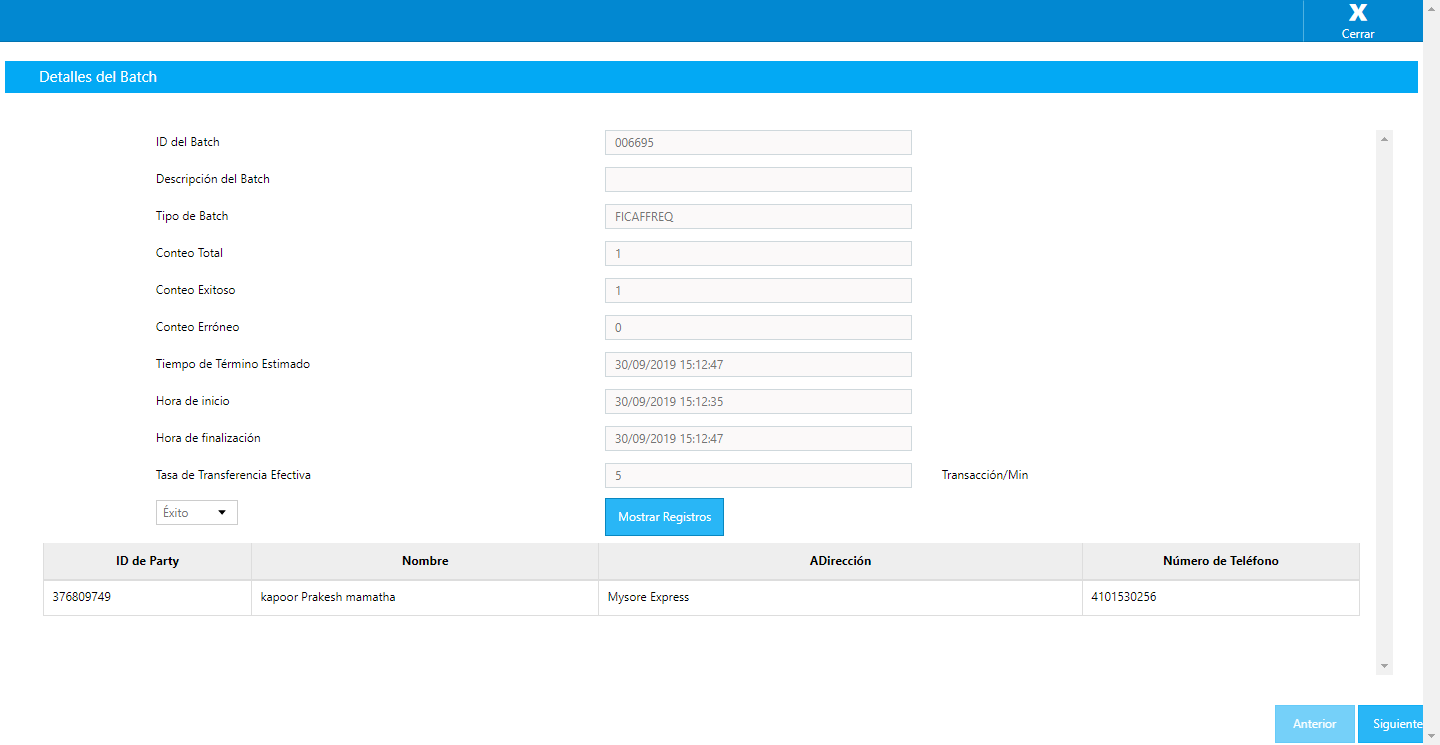 X
Cerrar
Detalles del Batch
ID del Batch 006695
Descripción del Batch
Tipo de Batch FICAFFREQ
Conteo Total 1
Conteo Exitoso 1
Conteo Erróneo 0
Tiempo de Término Estimado 30/09/2019 15:12:47
Hora de inicio 30/09/2019 15:12:35
Hora de finalización 30/09/2019 15:12:47
Tasa de Transferencia Efectiva 5 Transacción/Min
Éxito Mostrar Registros
ID de Party Nombre ADirección Número de Teléfono
376809749 kapoor Prakesh mamatha Mysore Express 4101530256
Anterior Siguiente